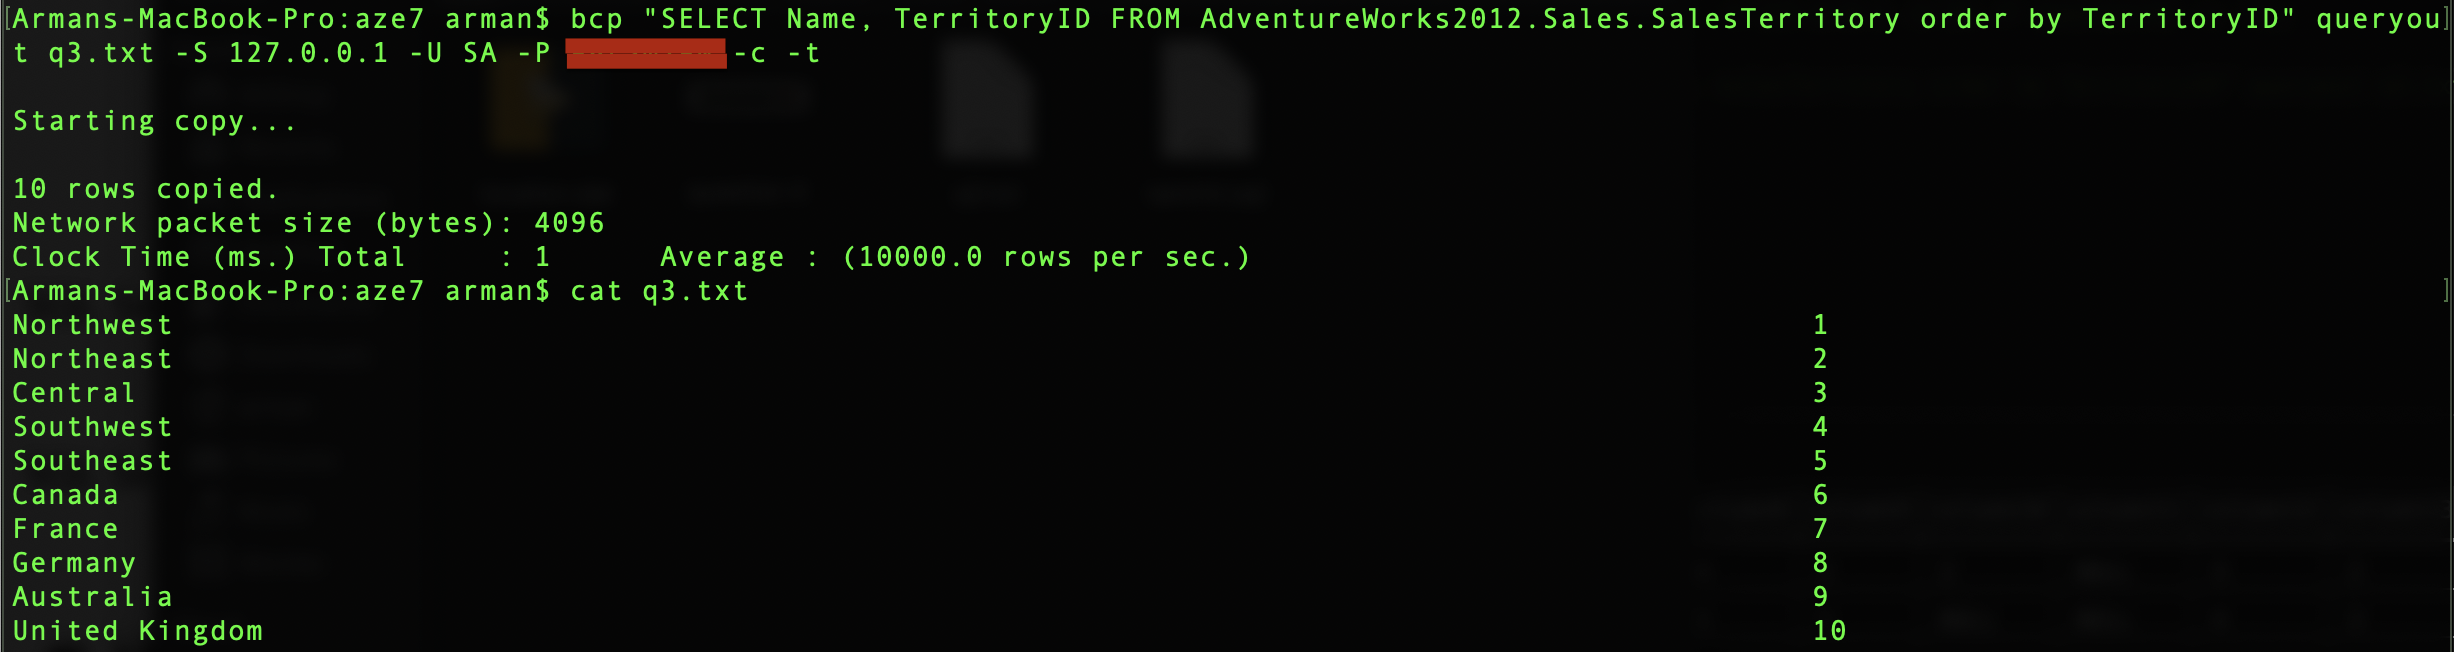 [Armans-MacBook-Pro:aze7 arman$ bcp "SELECT Name, TerritoryID FROM AdventureWorks2012.Sales.SalesTerritory order by TerritoryID" queryou]
t q3.txt -S 127.0.0.1 -U SA -P -c -t
Starting copy...
10 rows copied.
Network packet size (bytes): 4096
Clock Time (ms.) Total     : 1      Average : (10000.0 rows per sec.)
[Armans-MacBook-Pro:aze7 arman$ cat q3.txt ]
Northwest 1
Northeast 2
Central 3
Southwest 4
Southeast 5
Canada 6
France 7
Germany 8
Australia 9
United Kingdom 10